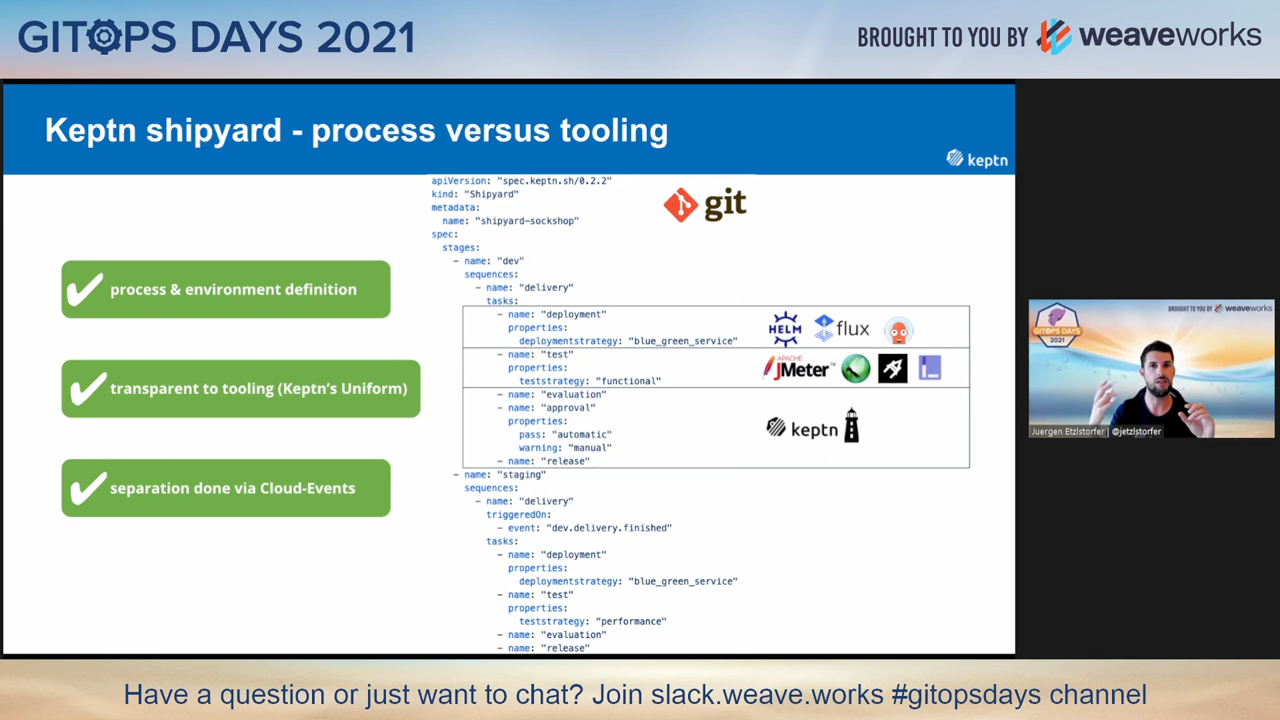 GITOPS DAYS 2021
BROUGHT TO YOU BY weaveworks
Keptn shipyard - process versus tooling
keptn
process & environment definition
transparent to tooling (Keptn's Uniform)
separation done via Cloud-Events
apiVersion: "spec.keptn.sh/0.2.2"
kind: "Shipyard"
metadata:
name: "shipyard-sockshop"
spec:
stages:
- name: "dev"
sequences:
- name: "delivery"
tasks:
- name: "deployment"
properties:
deploymentstrategy: "blue_green_service"
- name: "test"
properties:
teststrategy: "functional"
- name: "evaluation"
- name: "approval"
properties:
pass: "automatic"
warning: "manual"
- name: "release"
- name: "staging"
sequences:
- name: "delivery"
triggeredOn:
- event: "dev.delivery.finished"
tasks:
- name: "deployment"
properties:
deploymentstrategy: "blue_green_service"
- name: "test"
properties:
teststrategy: "performance"
- name: "evaluation"
- name: "release"
git
HELM
flux
APACHE
JMeter™
keptn
BROUGHT TO YOU BY weaveworks
GITOPS DAYS
2021
Juergen Etzlstorfer | @jetzlstorfer
Have a question or just want to chat? Join slack.weave.works #gitopsdays channel